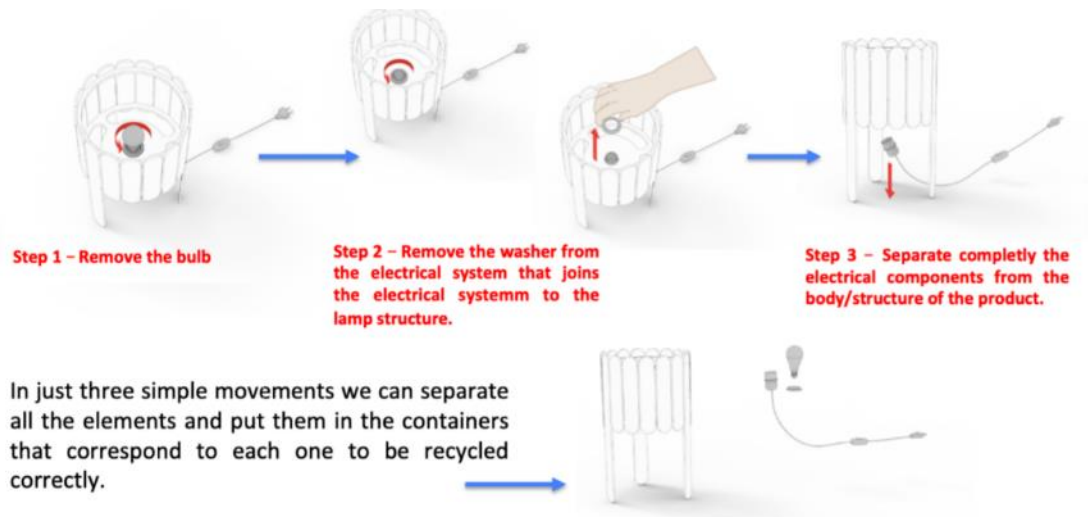 Step 1 – Remove the bulb
Step 2 – Remove the washer from
the electrical system that joins
the electrical systemm to the
lamp structure.
Step 3 – Separate completly the
electrical components from the
body/structure of the product.
In just three simple movements we can separate
all the elements and put them in the containers
that correspond to each one to be recycled
correctly.